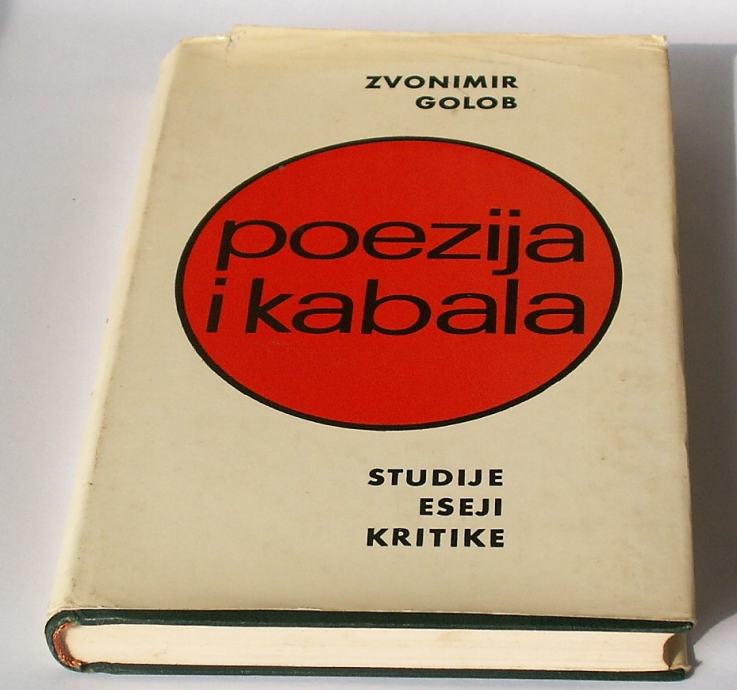 ZVONIMIR
GOLOB
poezija
i kabala
STUDIJE
ESEJI
KRITIKE